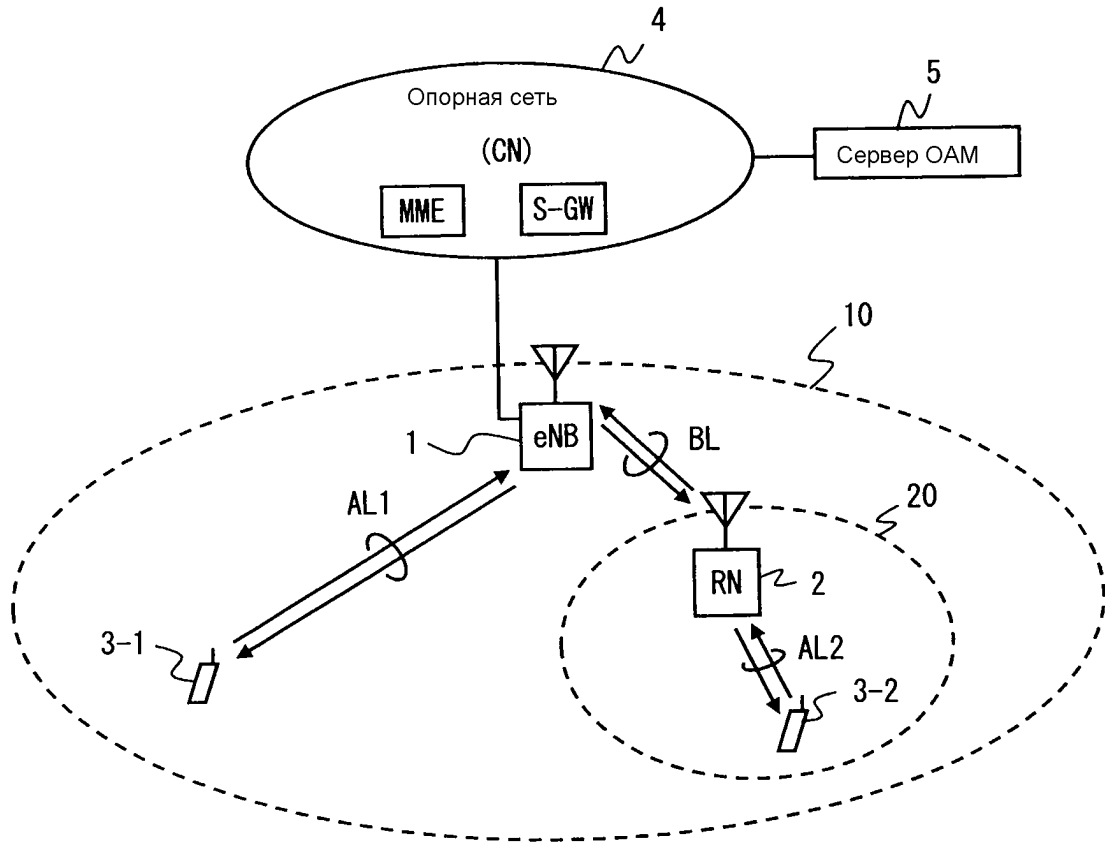 4
Опорная сеть
(CN)
MME
S-GW
5
Сервер OAM
10
1
eNB
BL
AL1
20
RN
2
3-1
AL2
3-2